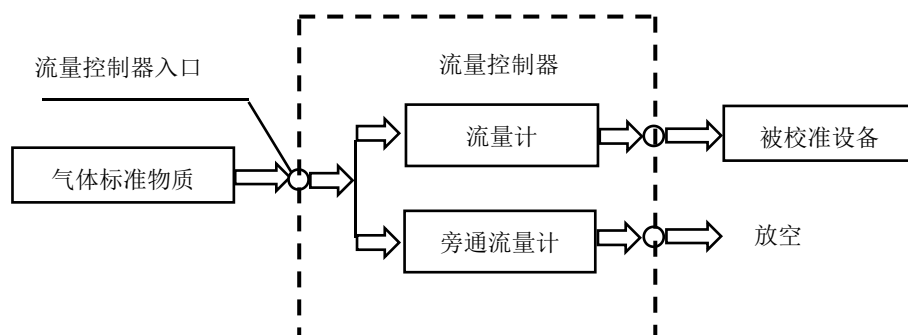 流量控制器入口
流量控制器
流量计
被校准设备
气体标准物质
旁通流量计
放空